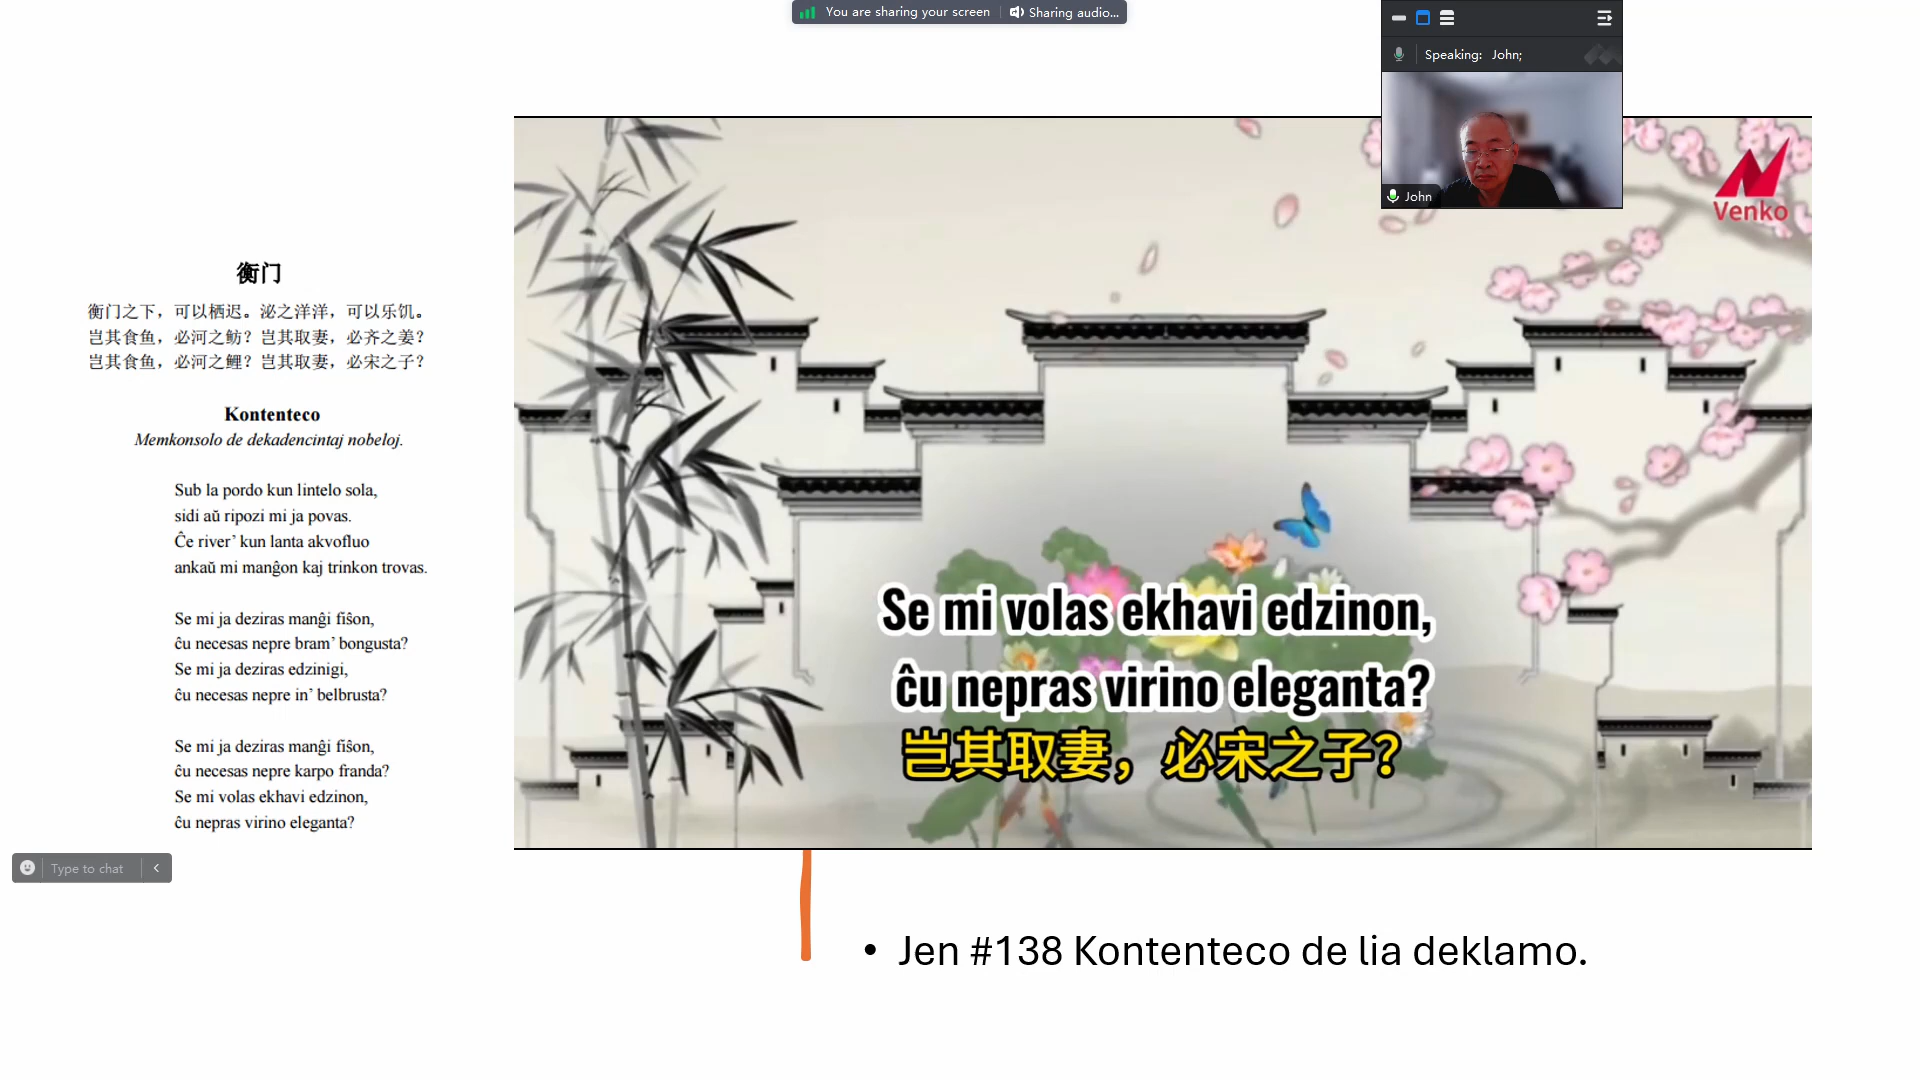 You are sharing your screen
Sharing audio...
Speaking: John;
John
Venko
衡门
衡门之下，可以栖迟。泌之洋洋，可以乐饥。
岂其食鱼，必河之鲂？岂其取妻，必齐之姜？
岂其食鱼，必河之鲤？岂其取妻，必宋之子？
Kontenteco
Memkonsolo de dekadencintaj nobeloj.
Sub la pordo kun lintelo sola,
sidi aŭ ripozi mi ja povas.
Ĉe river’ kun lanta akvofluo
ankaŭ mi manĝon kaj trinkon trovas.
Se mi ja deziras manĝi fiŝon,
ĉu necesas nepre bram’ bongusta?
Se mi ja deziras edzinigi,
ĉu necesas nepre in’ belbrusta?
Se mi ja deziras manĝi fiŝon,
ĉu necesas nepre karpo franda?
Se mi volas ekhavi edzinon,
ĉu nepras virino eleganta?
Se mi volas ekhavi edzinon,
ĉu nepras virino eleganta?
岂其取妻，必宋之子？
Type to chat
• Jen #138 Kontenteco de lia deklamo.